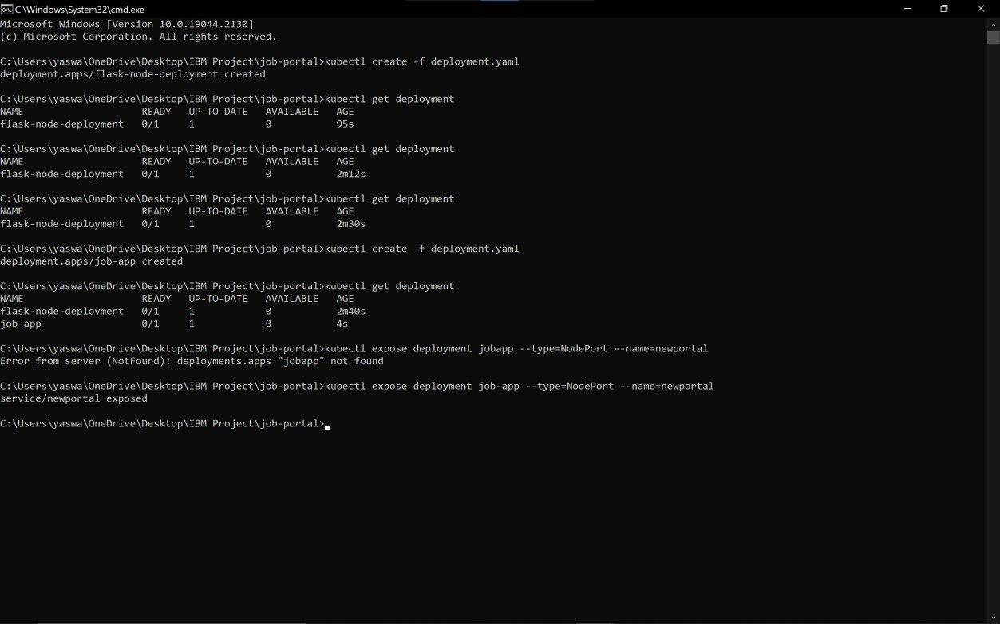 C:\Windows\System32\cmd.exe
Microsoft Windows [Version 10.0.19044.2130]
(c) Microsoft Corporation. All rights reserved.
C:\Users\yaswa\OneDrive\Desktop\IBM Project\job-portal>kubectl create -f deployment.yaml
deployment.apps/flask-node-deployment created
C:\Users\yaswa\OneDrive\Desktop\IBM Project\job-portal>kubectl get deployment
NAME                    READY   UP-TO-DATE   AVAILABLE   AGE
flask-node-deployment   0/1     1            0           95s
C:\Users\yaswa\OneDrive\Desktop\IBM Project\job-portal>kubectl get deployment
NAME                    READY   UP-TO-DATE   AVAILABLE   AGE
flask-node-deployment   0/1     1            0           2m12s
C:\Users\yaswa\OneDrive\Desktop\IBM Project\job-portal>kubectl get deployment
NAME                    READY   UP-TO-DATE   AVAILABLE   AGE
flask-node-deployment   0/1     1            0           2m30s
C:\Users\yaswa\OneDrive\Desktop\IBM Project\job-portal>kubectl create -f deployment.yaml
deployment.apps/job-app created
C:\Users\yaswa\OneDrive\Desktop\IBM Project\job-portal>kubectl get deployment
NAME                    READY   UP-TO-DATE   AVAILABLE   AGE
flask-node-deployment   0/1     1            0           2m40s
job-app                 0/1     1            0           4s
C:\Users\yaswa\OneDrive\Desktop\IBM Project\job-portal>kubectl expose deployment jobapp --type=NodePort --name=newportal
Error from server (NotFound): deployments.apps "jobapp" not found
C:\Users\yaswa\OneDrive\Desktop\IBM Project\job-portal>kubectl expose deployment job-app --type=NodePort --name=newportal
service/newportal exposed
C:\Users\yaswa\OneDrive\Desktop\IBM Project\job-portal>